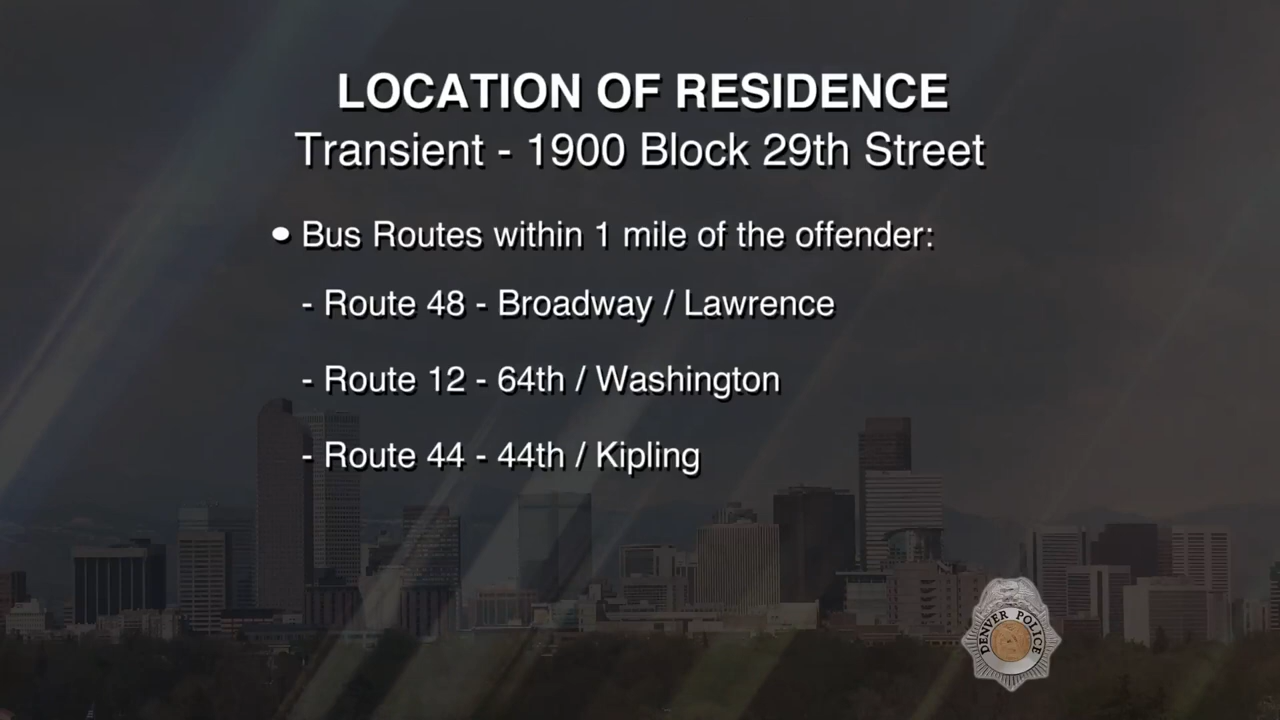 LOCATION OF RESIDENCE
Transient - 1900 Block 29th Street
• Bus Routes within 1 mile of the offender:
- Route 48 - Broadway / Lawrence
- Route 12 - 64th / Washington
- Route 44 - 44th / Kipling
DENVER POLICE